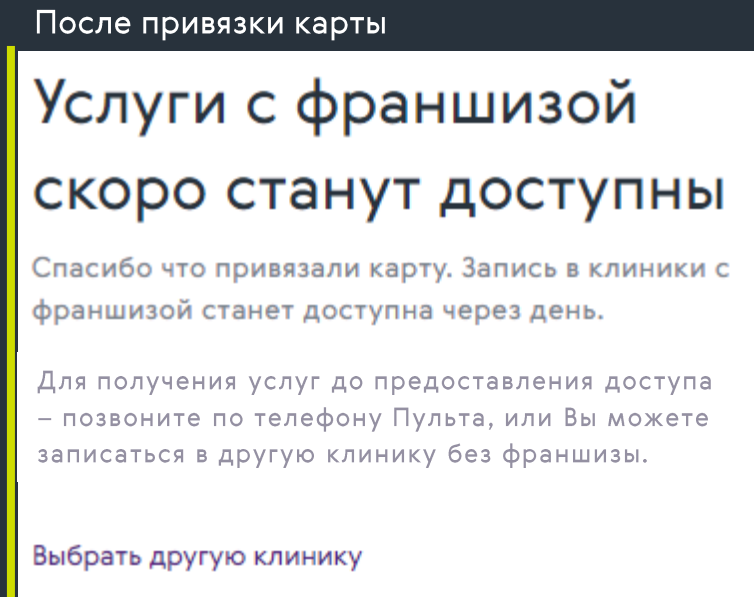 После привязки карты
Услуги с франшизой
скоро станут доступны
Спасибо что привязали карту. Запись в клиники с
франшизой станет доступна через день.
Для получения услуг до предоставления доступа
– позвоните по телефону Пульта, или Вы можете
записаться в другую клинику без франшизы.
Выбрать другую клинику